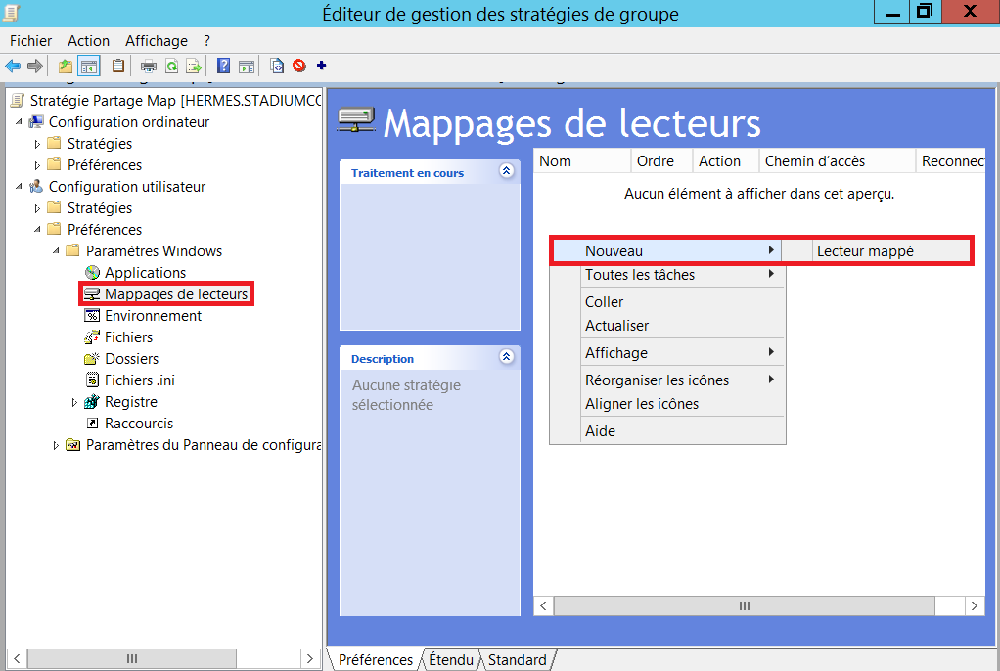 Éditeur de gestion des stratégies de groupe
Fichier Action Affichage ?
Stratégie Partage Map [HERMES.STADIUMCO
Configuration ordinateur
Stratégies
Préférences
Configuration utilisateur
Stratégies
Préférences
Paramètres Windows
Applications
Mappages de lecteurs
Environnement
Fichiers
Dossiers
Fichiers .ini
Registre
Raccourcis
Paramètres du Panneau de configura
Mappages de lecteurs
Traitement en cours
Description
Aucune stratégie
sélectionnée
Nom Ordre Action Chemin d'accès Reconnec
Aucun élément à afficher dans cet aperçu.
Nouveau
Lecteur mappé
Toutes les tâches
Coller
Actualiser
Affichage
Réorganiser les icônes
Aligner les icônes
Aide
Préférences Étendu Standard